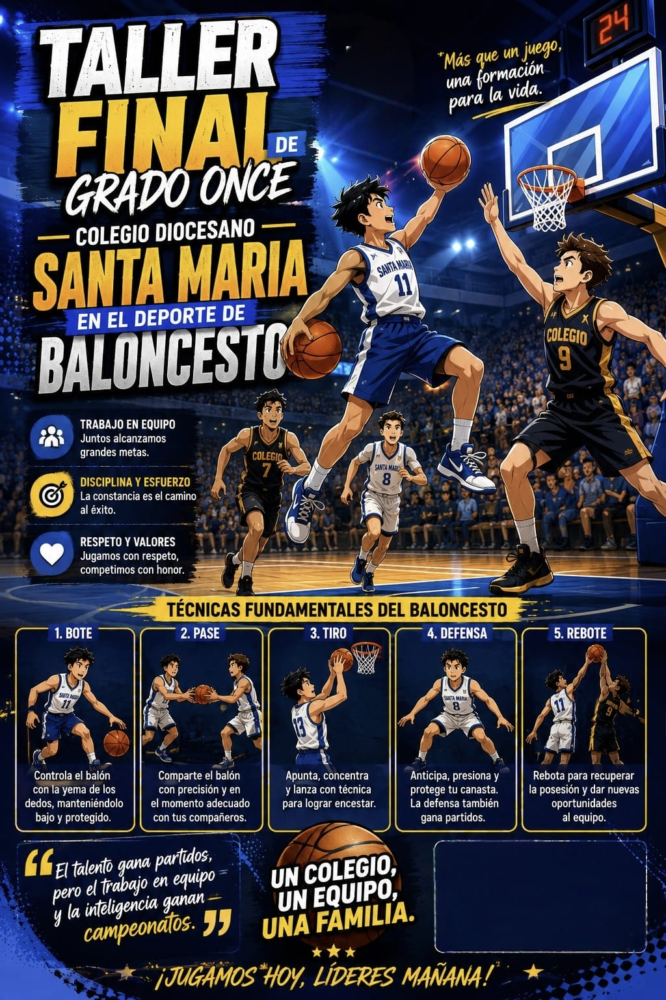 TALLER
FINAL DE
GRADO ONCE
COLEGIO DIOCESANO
SANTA MARIA
EN EL DEPORTE DE
BALONCESTO
24
"Más que un juego,
una formación
para la vida.
SANTA MARIA
11
COLEGIO
9
COLEGIO
7
SANTA MARIA
8
TRABAJO EN EQUIPO
Juntos alcanzamos
grandes metas.
DISCIPLINA Y ESFUERZO
La constancia es el camino
al éxito.
RESPETO Y VALORES
Jugamos con respeto,
competimos con honor.
TÉCNICAS FUNDAMENTALES DEL BALONCESTO
1. BOTE
SANTA MARIA
11
Controla el balón
con la yema de los
dedos, manteniéndolo
bajo y protegido.
2. PASE
Comparte el balón
con precisión y en
el momento adecuado
con tus compañeros.
3. TIRO
13
Apunta, concentra
y lanza con técnica
para lograr encestar.
4. DEFENSA
SANTA MARIA
8
Anticipa, presiona y
protege tu canasta.
La defensa también
gana partidos.
5. REBOTE
11
9
Rebota para recuperar
la posesión y dar nuevas
oportunidades
al equipo.
“El talento gana partidos,
pero el trabajo en equipo
y la inteligencia ganan
campeonatos.”
UN COLEGIO,
UN EQUIPO,
UNA FAMILIA.
¡JUGAMOS HOY, LÍDERES MAÑANA!